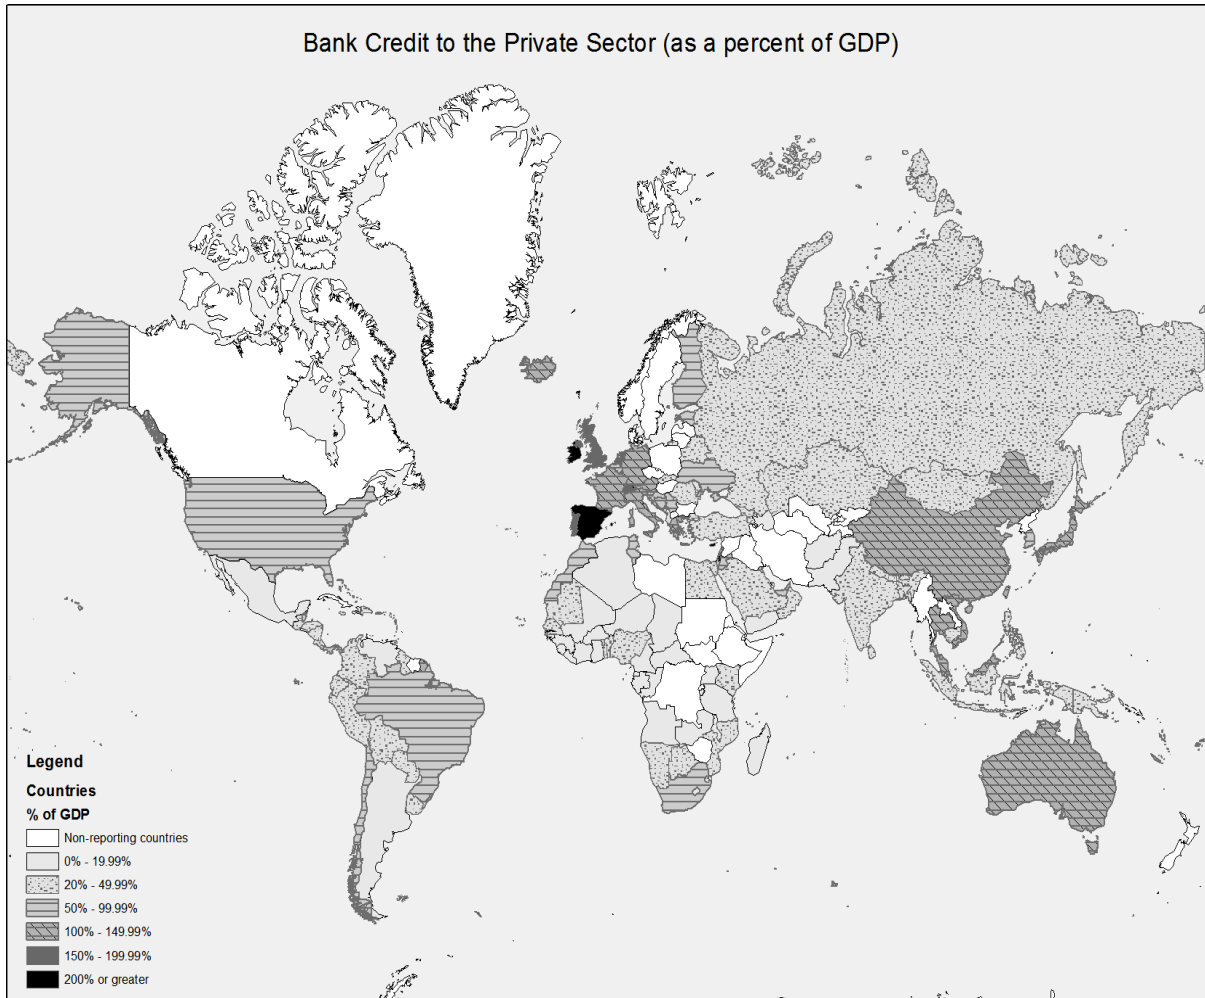 Bank Credit to the Private Sector (as a percent of GDP)
Legend
Countries
% of GDP
Non-reporting countries
0% - 19.99%
20% - 49.99%
50% - 99.99%
100% - 149.99%
150% - 199.99%
200% or greater